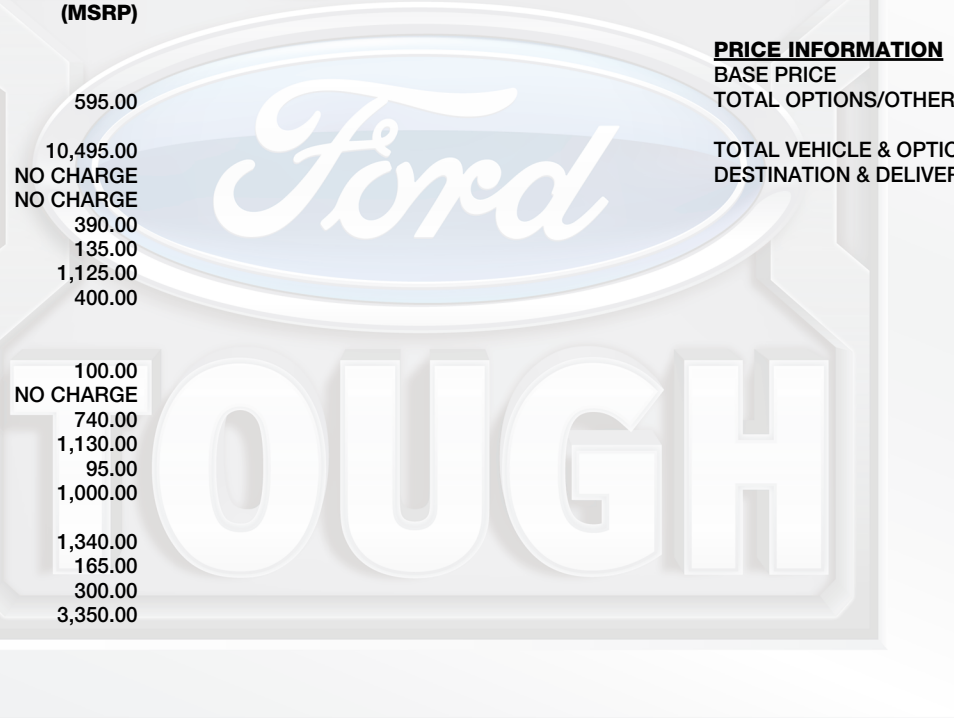 (MSRP)
595.00
10,495.00
NO CHARGE
NO CHARGE
390.00
135.00
1,125.00
400.00
100.00
NO CHARGE
740.00
1,130.00
95.00
1,000.00
1,340.00
165.00
300.00
3,350.00
PRICE INFORMATION
BASE PRICE
TOTAL OPTIONS/OTHER
TOTAL VEHICLE & OPTIO
DESTINATION & DELIVER
Ford
TOUGH